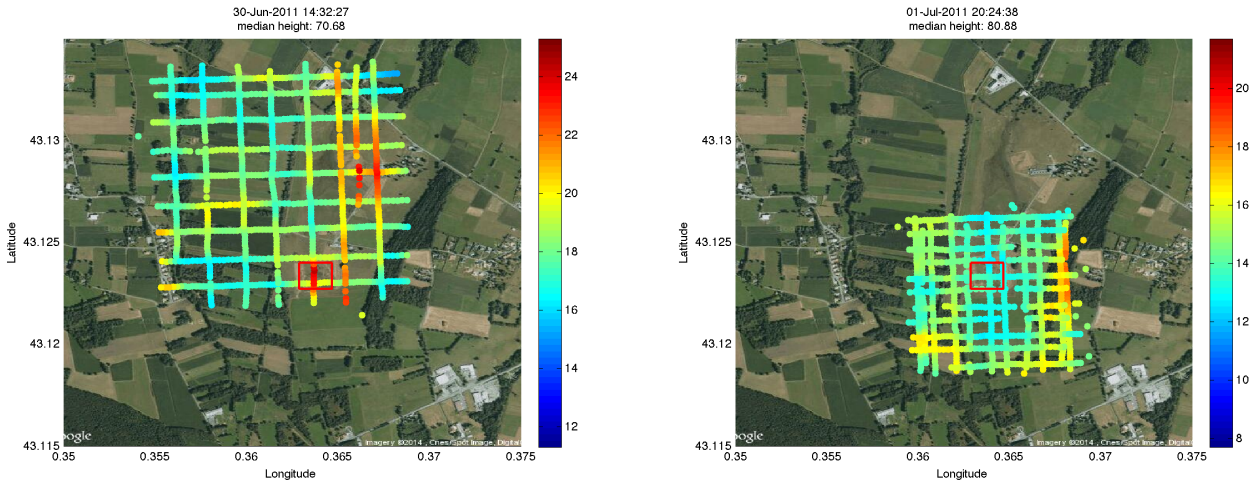 30-Jun-2011 14:32:27
median height: 70.68
24
22
20
18
16
14
12
43.13
43.125
43.12
43.115
Latitude
0.35
0.355
0.36
0.365
0.37
0.375
Longitude
oogle
Imagery ©2014 , Cnes/Spot Image, Digital
01-Jul-2011 20:24:38
median height: 80.88
20
18
16
14
12
10
8
43.13
43.125
43.12
43.115
Latitude
0.35
0.355
0.36
0.365
0.37
0.375
Longitude
oogle
Imagery ©2014 , Cnes/Spot Image, Digital